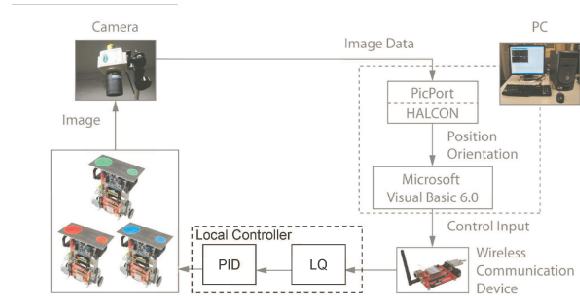 Camera
PC
Image Data
PicPort
HALCON
Image
Position
Orientation
Microsoft
Visual Basic 6.0
Control Input
Local Controller
PID
LQ
Wireless
Communication
Device